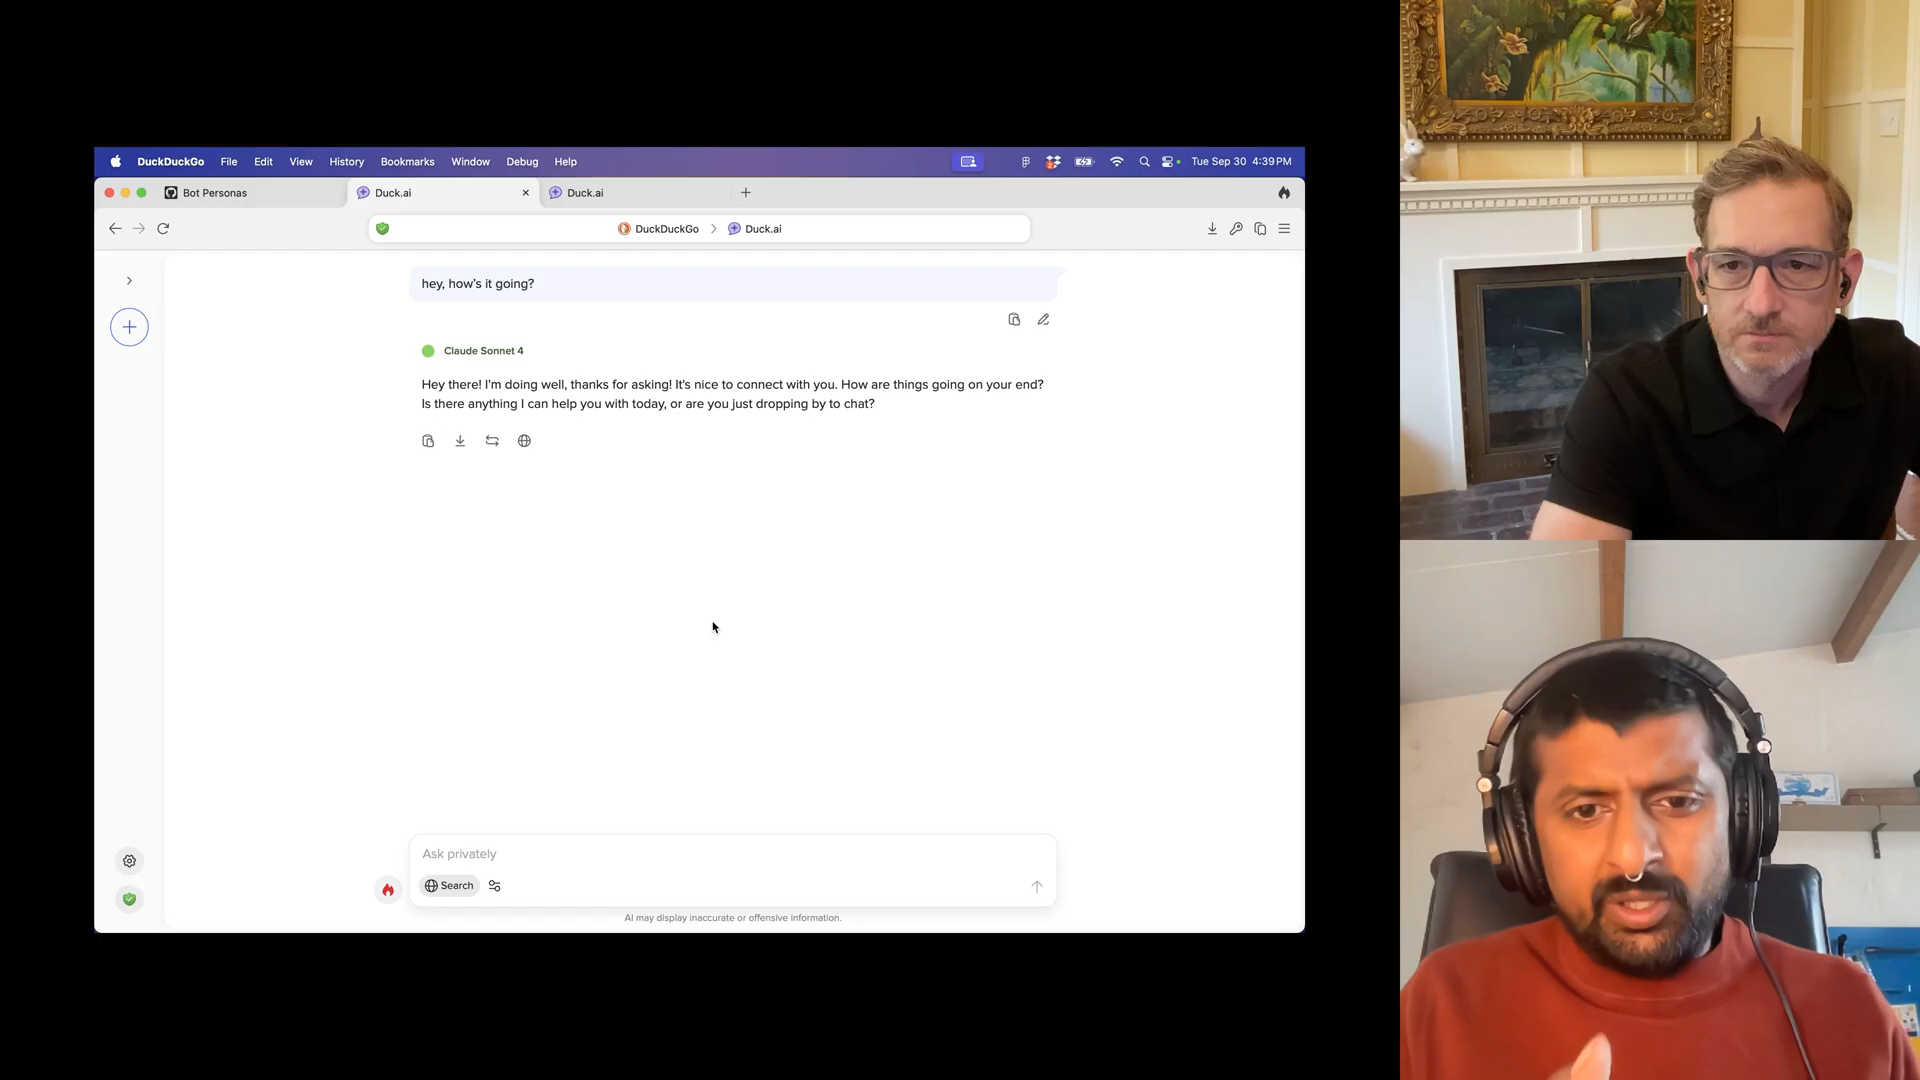 DuckDuckGo File Edit View History Bookmarks Window Debug Help Tue Sep 30 4:39 PM
Bot Personas Duck.ai Duck.ai
DuckDuckGo Duck.ai
hey, how's it going?
Claude Sonnet 4
Hey there! I'm doing well, thanks for asking! It's nice to connect with you. How are things going on your end?
Is there anything I can help you with today, or are you just dropping by to chat?
Ask privately
Search
AI may display inaccurate or offensive information.